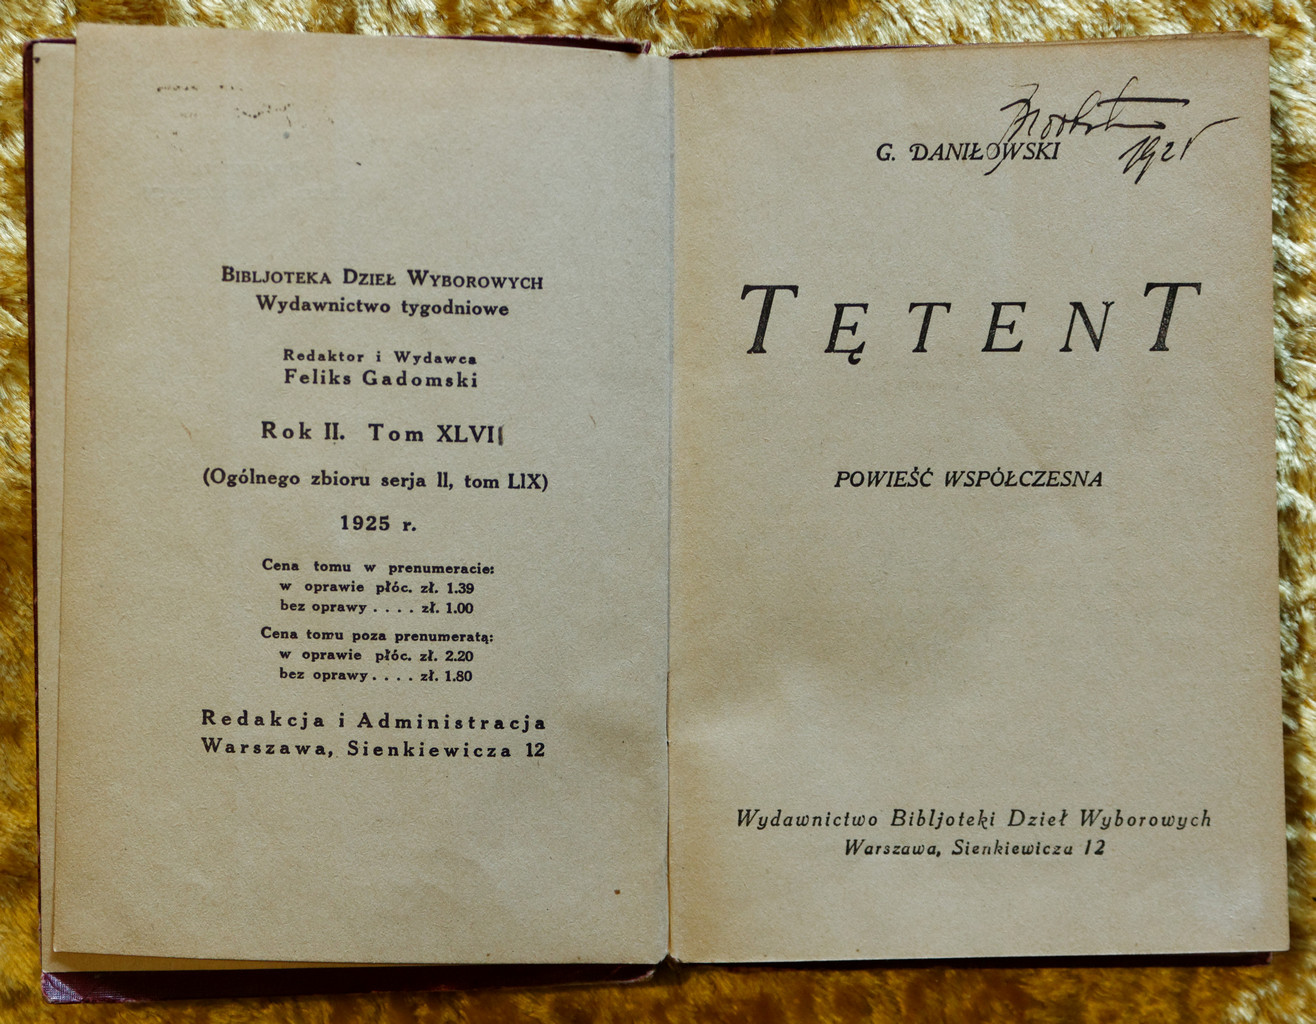 BIBLJOTEKA DZIEŁ WYBOROWYCH
Wydawnictwo tygodniowe
Redaktor i Wydawca
Feliks Gadomski
Rok II. Tom XLVII
(Ogólnego zbioru serja II, tom LIX)
1925 r.
Cena tomu w prenumeracie:
w oprawie płóc. zł. 1.39
bez oprawy . . . . zł. 1.00
Cena tomu poza prenumeratą:
w oprawie płóc. zł. 2.20
bez oprawy . . . . zł. 1.80
Redakcja i Administracja
Warszawa, Sienkiewicza 12
G. DANIŁOWSKI
TĘTENT
POWIEŚĆ WSPÓŁCZESNA
Wydawnictwo Bibljoteki Dzieł Wyborowych
Warszawa, Sienkiewicza 12